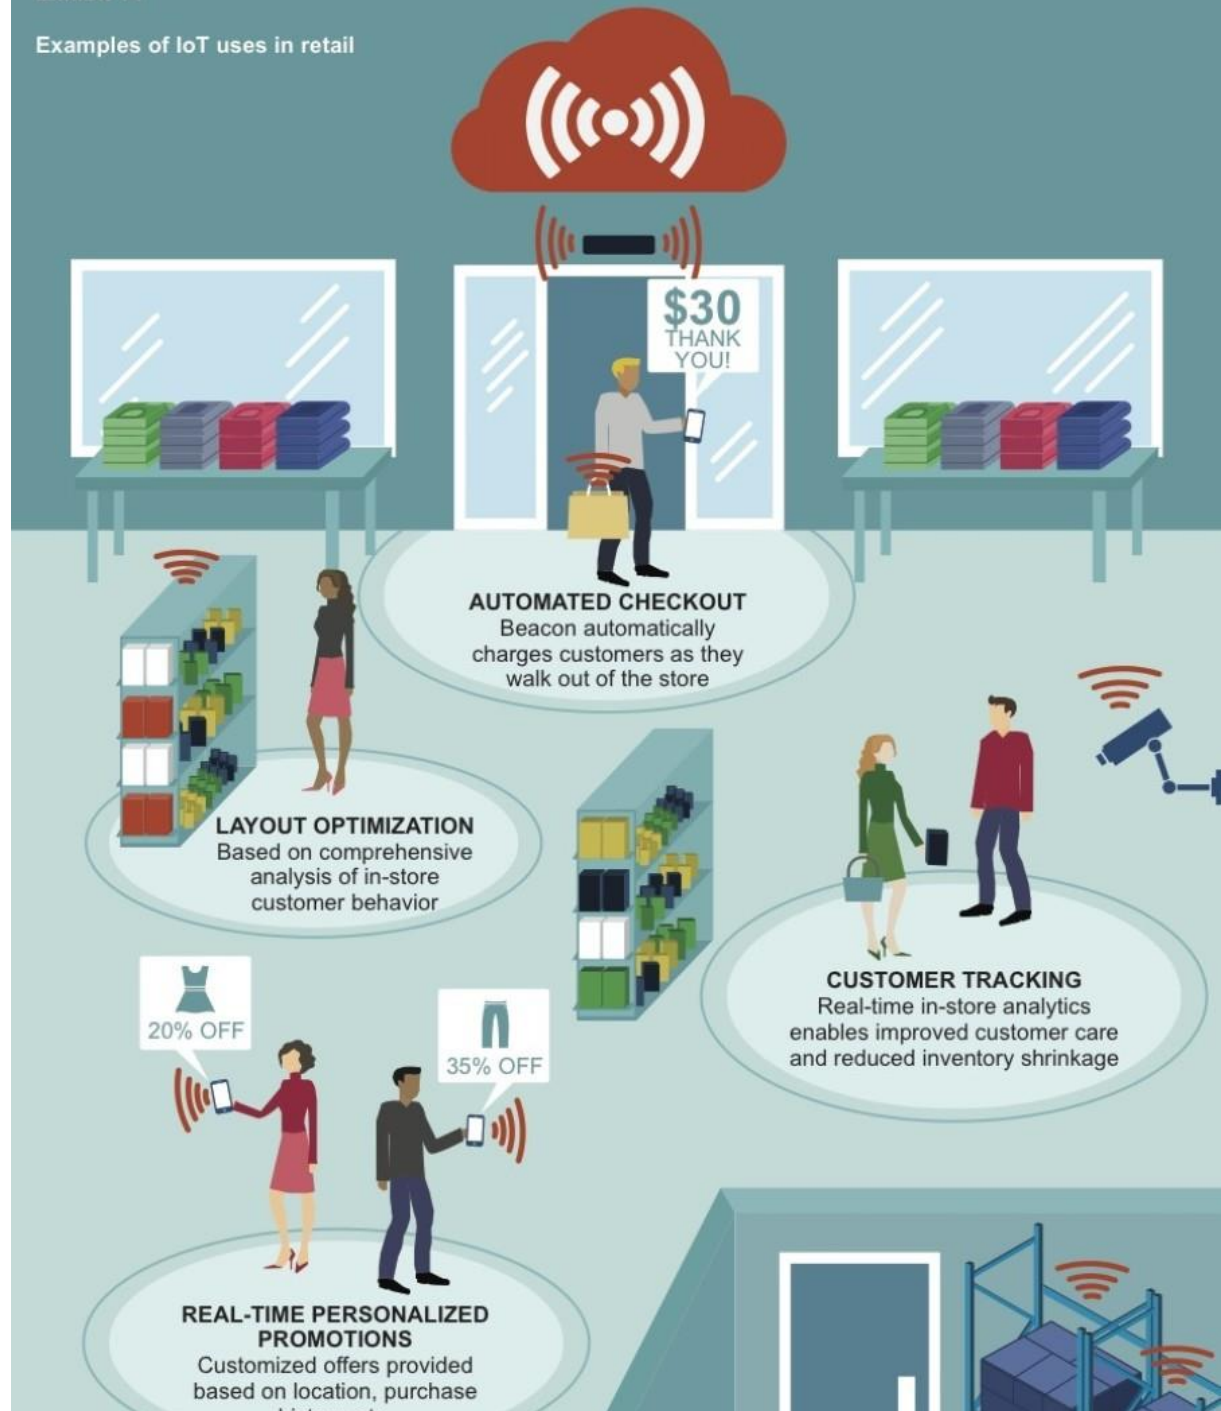 Examples of IoT uses in retail
$30
THANK
YOU!
AUTOMATED CHECKOUT
Beacon automatically
charges customers as they
walk out of the store
LAYOUT OPTIMIZATION
Based on comprehensive
analysis of in-store
customer behavior
CUSTOMER TRACKING
Real-time in-store analytics
enables improved customer care
and reduced inventory shrinkage
20% OFF
35% OFF
REAL-TIME PERSONALIZED
PROMOTIONS
Customized offers provided
based on location, purchase